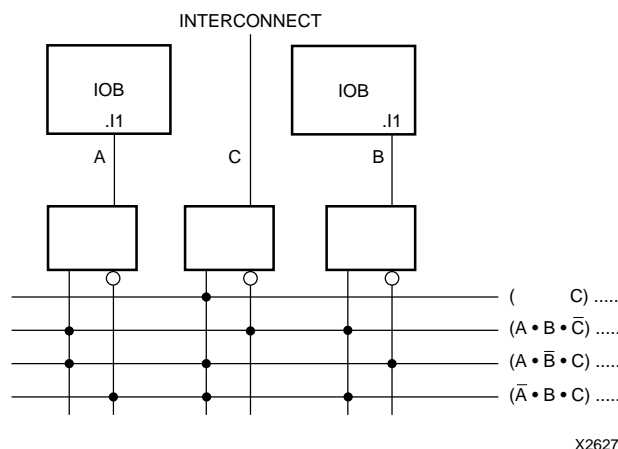 INTERCONNECT
IOB
IOB
.I1
.I1
A
C
B
( C) .....
(A • B • C̅) .....
(A • B̅ • C) .....
(A̅ • B • C) .....
X2627